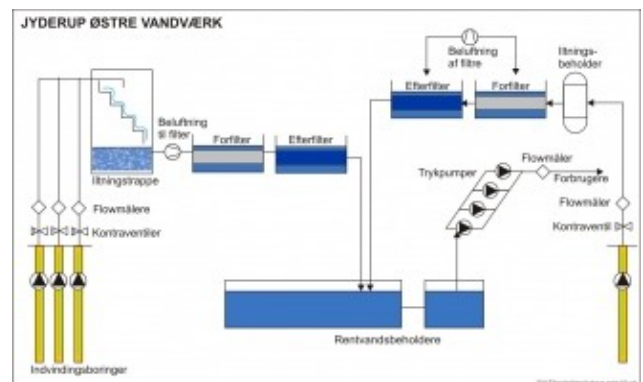 JYDERUP ØSTRE VANDVÆRK
Beluftning
af filtre
Iltnings-
beholder
Efterfilter
Forfilter
Beluftning
til filter
Forfilter
Efterfilter
Iltningstrappe
Trykpumper
Flowmåler
Forbrugere
Flowmålere
Flowmåler
Kontraventiler
Kontraventil
Rentvandsbeholdere
Indvindingsboringer